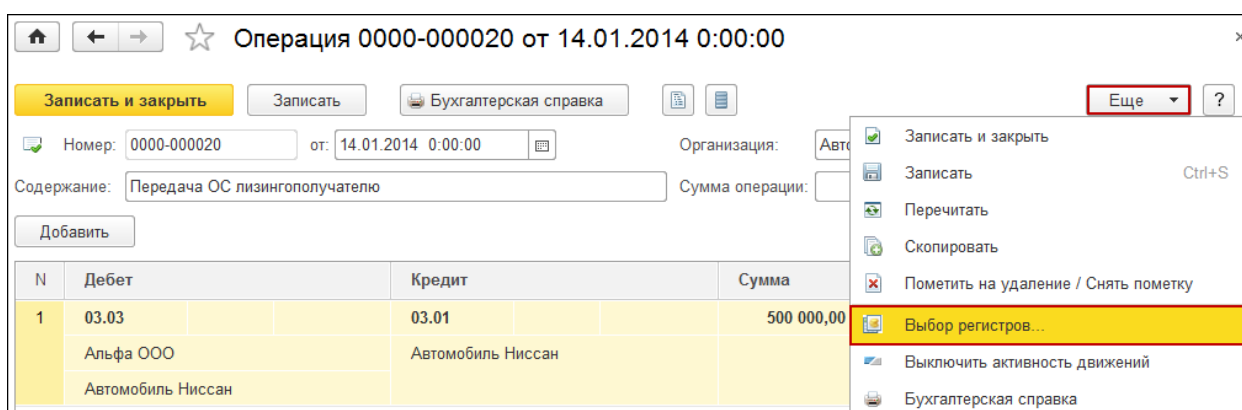 Операция 0000-000020 от 14.01.2014 0:00:00
Записать и закрыть Записать Бухгалтерская справка Еще ?
Номер: 0000-000020 от: 14.01.2014 0:00:00 Организация: Авто
Содержание: Передача ОС лизингополучателю Сумма операции:
Добавить
N Дебет Кредит Сумма
1 03.03 03.01 500 000,00
Альфа ООО Автомобиль Ниссан
Автомобиль Ниссан
Записать и закрыть
Записать Ctrl+S
Перечитать
Скопировать
Пометить на удаление / Снять пометку
Выбор регистров...
Выключить активность движений
Бухгалтерская справка